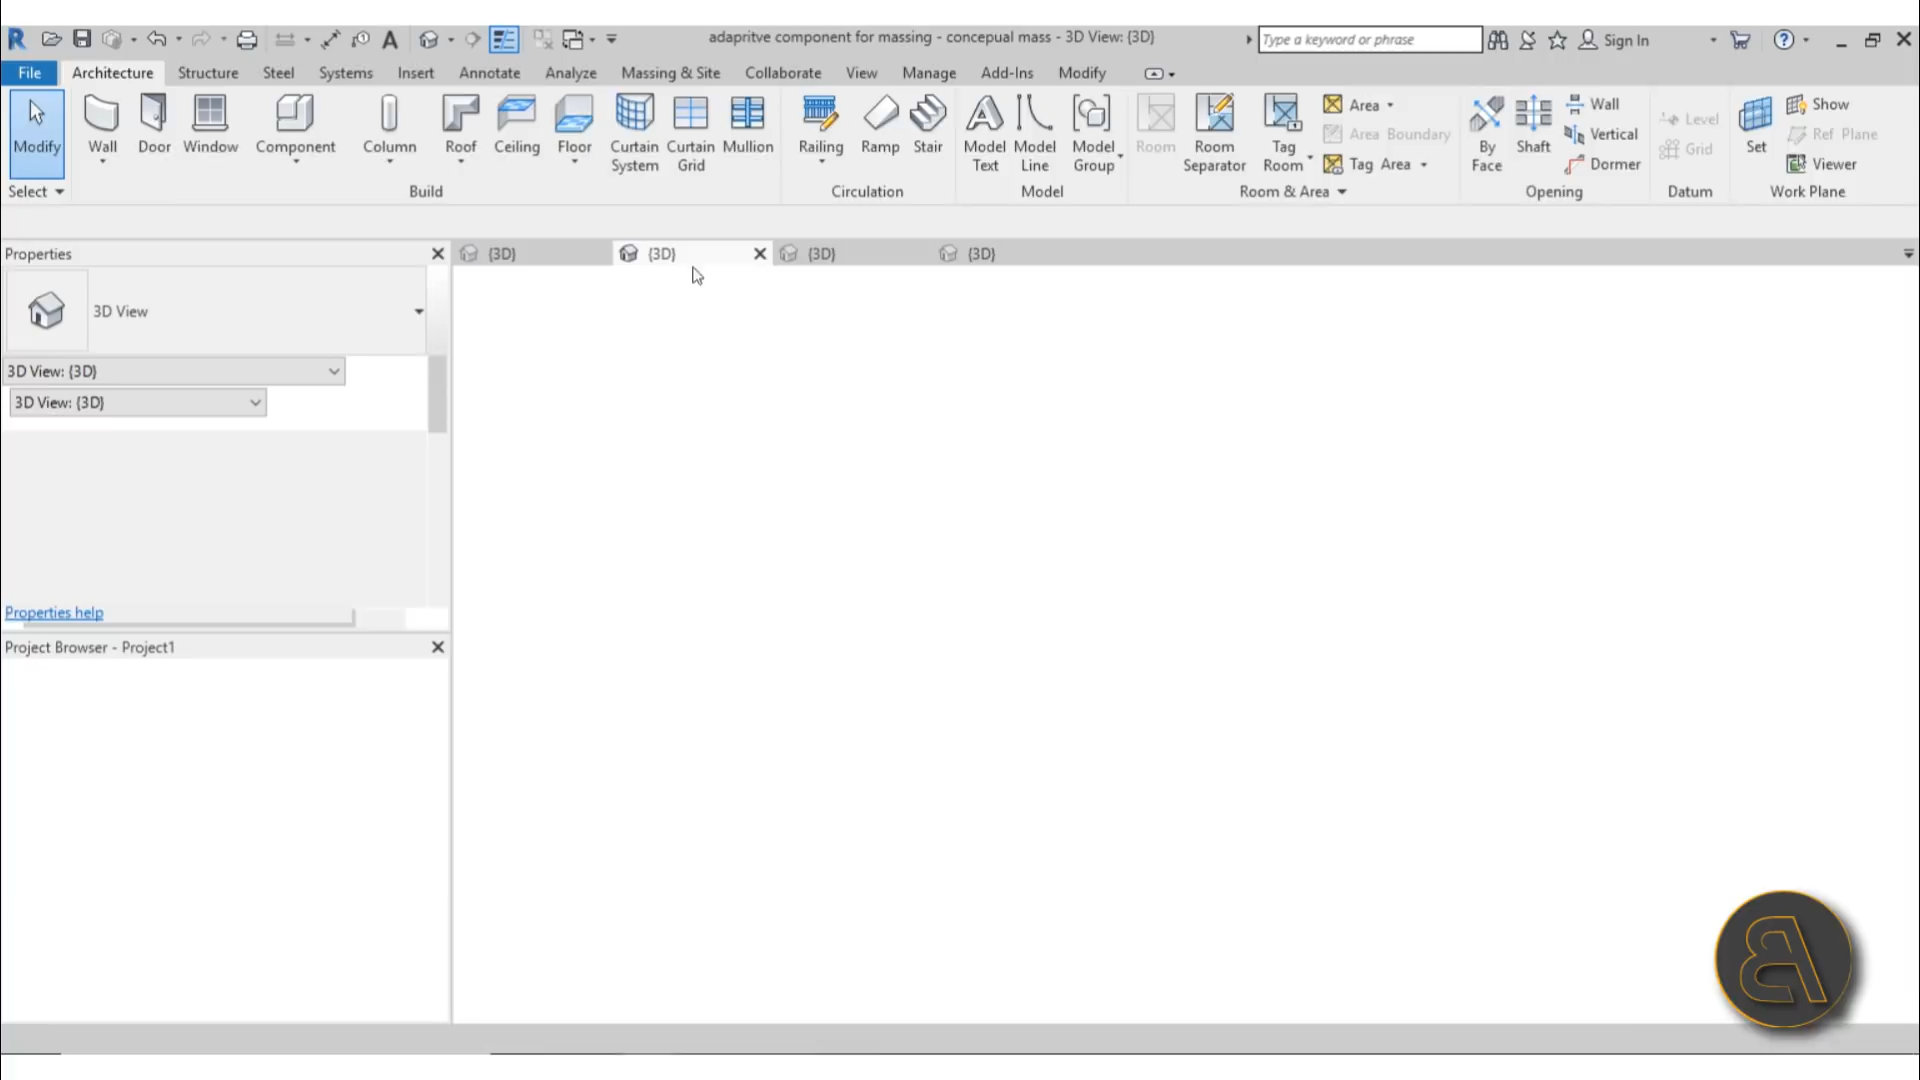 adapritve component for massing - concepual mass - 3D View: {3D}
Type a keyword or phrase
Sign In
File Architecture Structure Steel Systems Insert Annotate Analyze Massing & Site Collaborate View Manage Add-Ins Modify
Modify
Wall
Door
Window
Component
Column
Roof
Ceiling
Floor
Curtain System
Curtain Grid
Mullion
Railing
Ramp
Stair
Model Text
Model Line
Model Group
Room
Room Separator
Tag Room
Area
Area Boundary
Tag Area
By Face
Shaft
Wall
Vertical
Dormer
Level
Grid
Set
Show
Ref Plane
Viewer
Select
Build
Circulation
Model
Room & Area
Opening
Datum
Work Plane
Properties
{3D} {3D} {3D} {3D}
3D View
3D View: {3D}
3D View: {3D}
Properties help
Project Browser - Project1